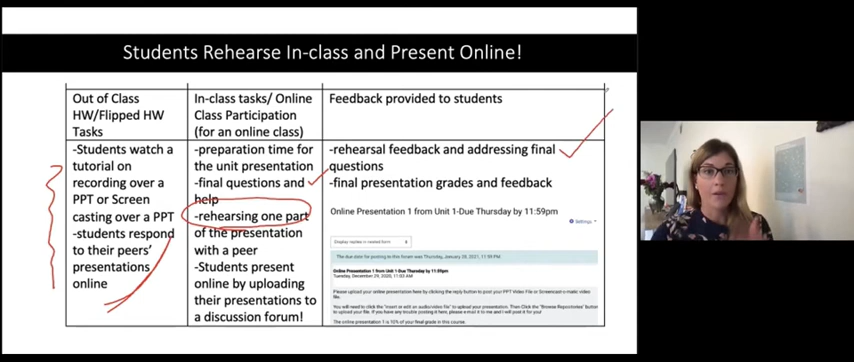 Students Rehearse In-class and Present Online!
Out of Class
HW/Flipped HW
Tasks
In-class tasks/ Online
Class Participation
(for an online class)
Feedback provided to students
-Students watch a
tutorial on
recording over a
PPT or Screen
casting over a PPT
-students respond
to their peers'
presentations
online
-preparation time for
the unit presentation
-final questions and
help
-rehearsing one part
of the presentation
with a peer
-Students present
online by uploading
their presentations to
a discussion forum!
-rehearsal feedback and addressing final
questions
-final presentation grades and feedback
Online Presentation 1 from Unit 1-Due Thursday by 11:59pm
Settings
Display replies in nested form
The due date for posting to this forum was Thursday, January 28, 2021, 11:59 PM
Online Presentation 1 from Unit 1-Due Thursday by 11:59pm
Tuesday, December 29, 2020, 11:03 AM
Please upload your online presentation here by clicking the reply button to post your PPT Video File or Screencast-o-matic video
file.
You will need to click the "insert or edit an audio/video file" to upload your presentation. Then Click the "Browse Repositories" button
to upload your file. If you have any trouble posting it here, please e-mail it to me and I will post it for you!
The online presentation 1 is 10% of your final grade in this course.